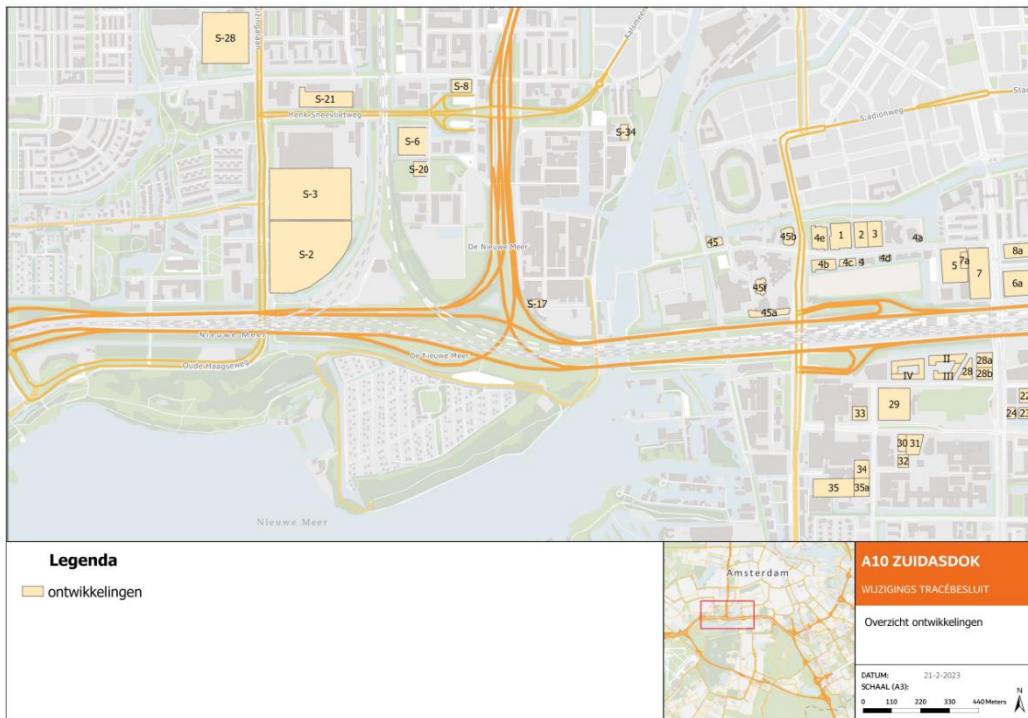 S-28
S-8
Aalsmeer
S-21
Henk Sneevlietweg
S-34
Stadionweg
S-6
S-20
S-3
45
45b
4e
1
2
3
4a
De Nieuwe Meer
4b
4c
4
4d
5
7a
7
8a
S-2
45f
6a
S-17
45a
Nieuwe Meer
De Nieuwe Meer
Oude Haagseweg
IV
II
III
28
28a
28b
29
33
22
24
23
30
31
32
34
35
35a
Nieuwe Meer
Legenda
ontwikkelingen
Amsterdam
A10 ZUIDASDOK
WIJZIGINGS TRACÉBESLUIT
Overzicht ontwikkelingen
DATUM: 21-2-2023
SCHAAL (A3):
0 110 220 330 440 Meters
N